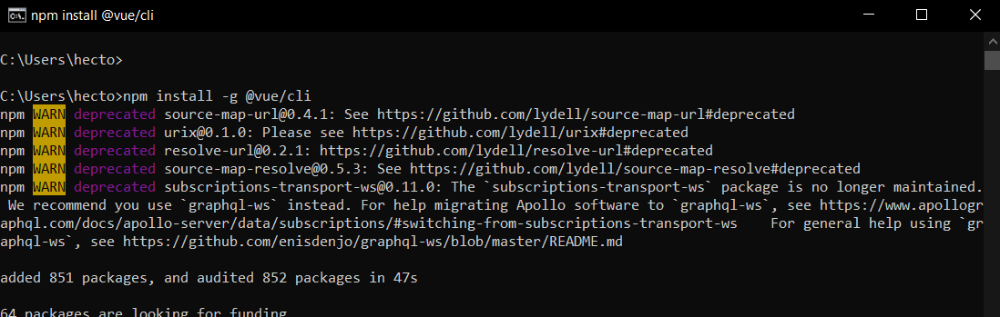 npm install @vue/cli
C:\Users\hecto>
C:\Users\hecto>npm install -g @vue/cli
npm WARN deprecated source-map-url@0.4.1: See https://github.com/lydell/source-map-url#deprecated
npm WARN deprecated urix@0.1.0: Please see https://github.com/lydell/urix#deprecated
npm WARN deprecated resolve-url@0.2.1: https://github.com/lydell/resolve-url#deprecated
npm WARN deprecated source-map-resolve@0.5.3: See https://github.com/lydell/source-map-resolve#deprecated
npm WARN deprecated subscriptions-transport-ws@0.11.0: The `subscriptions-transport-ws` package is no longer maintained.
We recommend you use `graphql-ws` instead. For help migrating Apollo software to `graphql-ws`, see https://www.apollogr
aphql.com/docs/apollo-server/data/subscriptions/#switching-from-subscriptions-transport-ws    For general help using `gr
aphql-ws`, see https://github.com/enisdenjo/graphql-ws/blob/master/README.md
added 851 packages, and audited 852 packages in 47s
64 packages are looking for funding